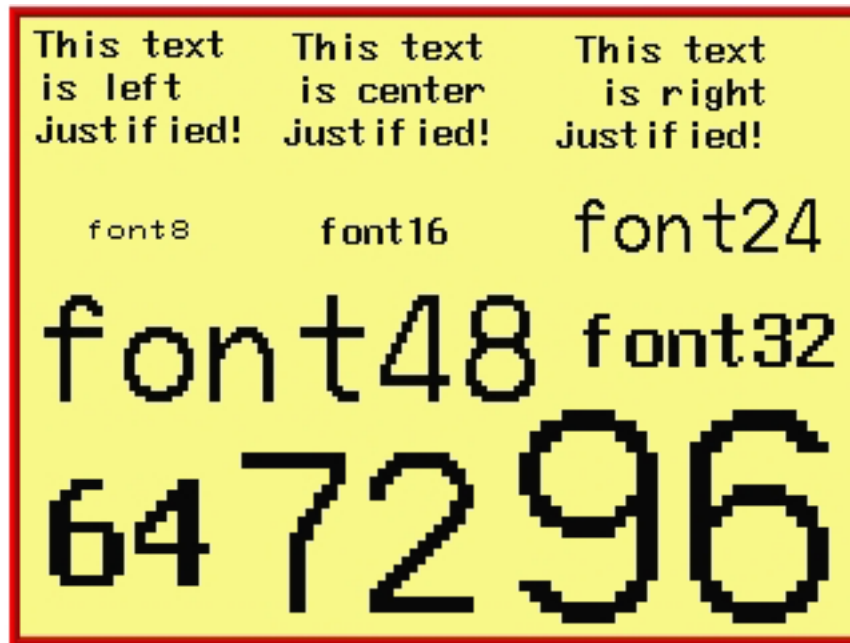 This text
is left
justified!
This text
is center
justified!
This text
is right
justified!
font8
font16
font24
font48
font32
64
72
96